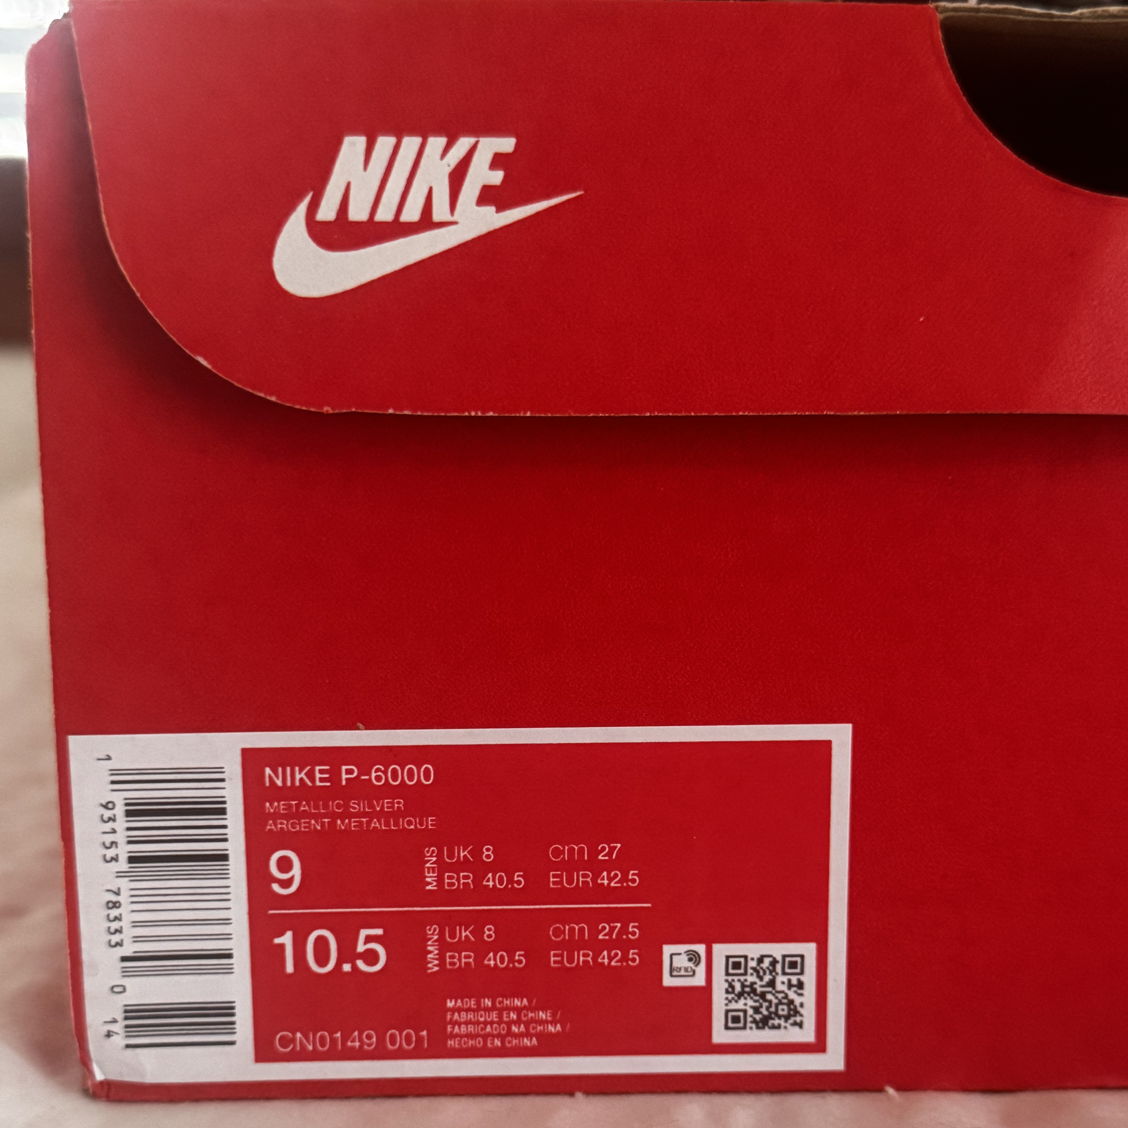 NIKE
NIKE P-6000
METALLIC SILVER
ARGENT METALLIQUE
9
MENS
UK 8 cm 27
BR 40.5 EUR 42.5
10.5
WMNS
UK 8 cm 27.5
BR 40.5 EUR 42.5
RFID
MADE IN CHINA /
FABRIQUE EN CHINE /
FABRICADO NA CHINA /
HECHO EN CHINA
CN0149 001
1 93153 78333 0 14